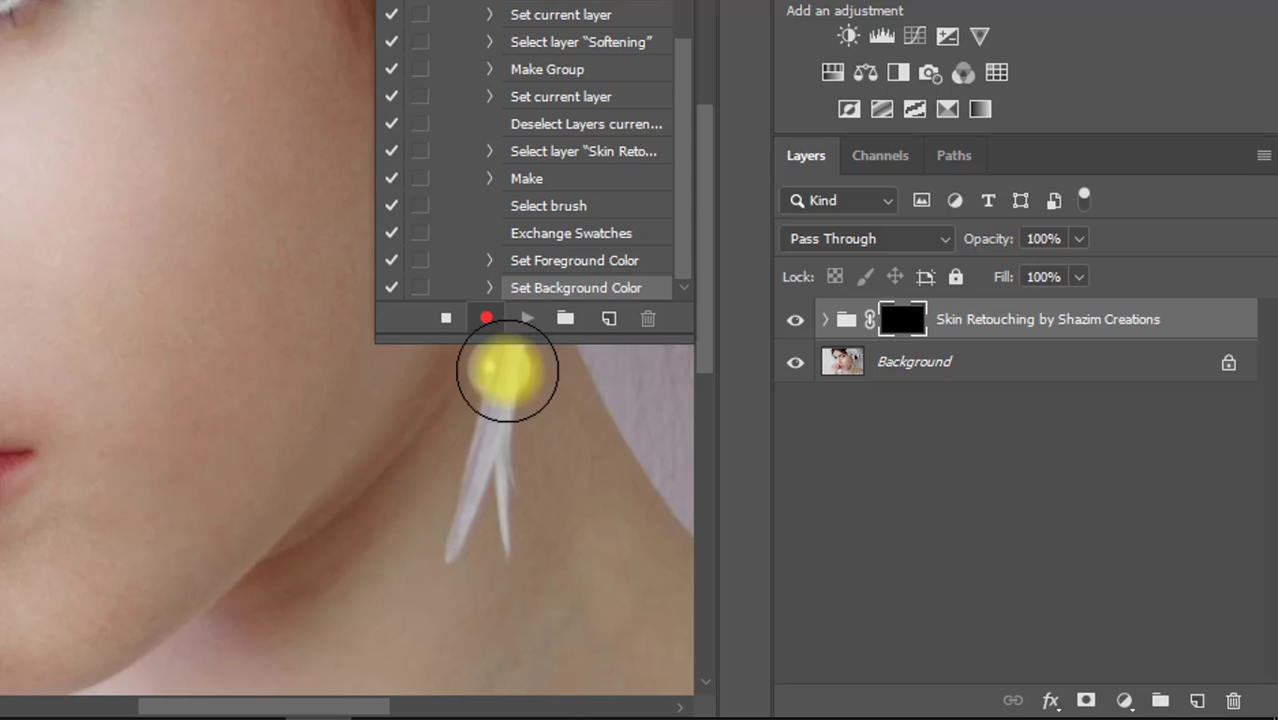 Set current layer
Select layer "Softening"
Make Group
Set current layer
Deselect Layers curren...
Select layer "Skin Reto...
Make
Select brush
Exchange Swatches
Set Foreground Color
Set Background Color
Add an adjustment
Layers Channels Paths
Kind
Pass Through Opacity: 100%
Lock: Fill: 100%
Skin Retouching by Shazim Creations
Background